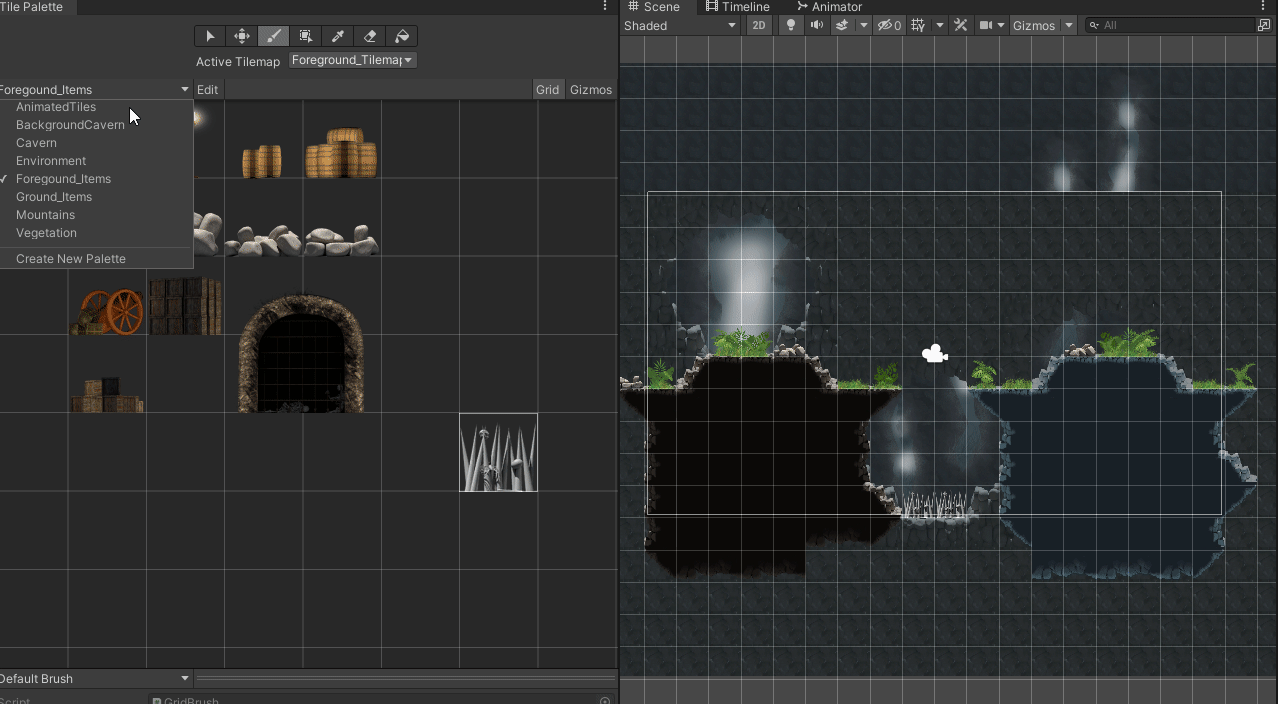 Tile Palette
Active Tilemap Foreground_Tilemap
Foregound_Items Edit Grid Gizmos
AnimatedTiles
BackgroundCavern
Cavern
Environment
Foregound_Items
Ground_Items
Mountains
Vegetation
Create New Palette
Default Brush
Script GridBrush
Scene Timeline Animator
Shaded 2D 0 Gizmos All